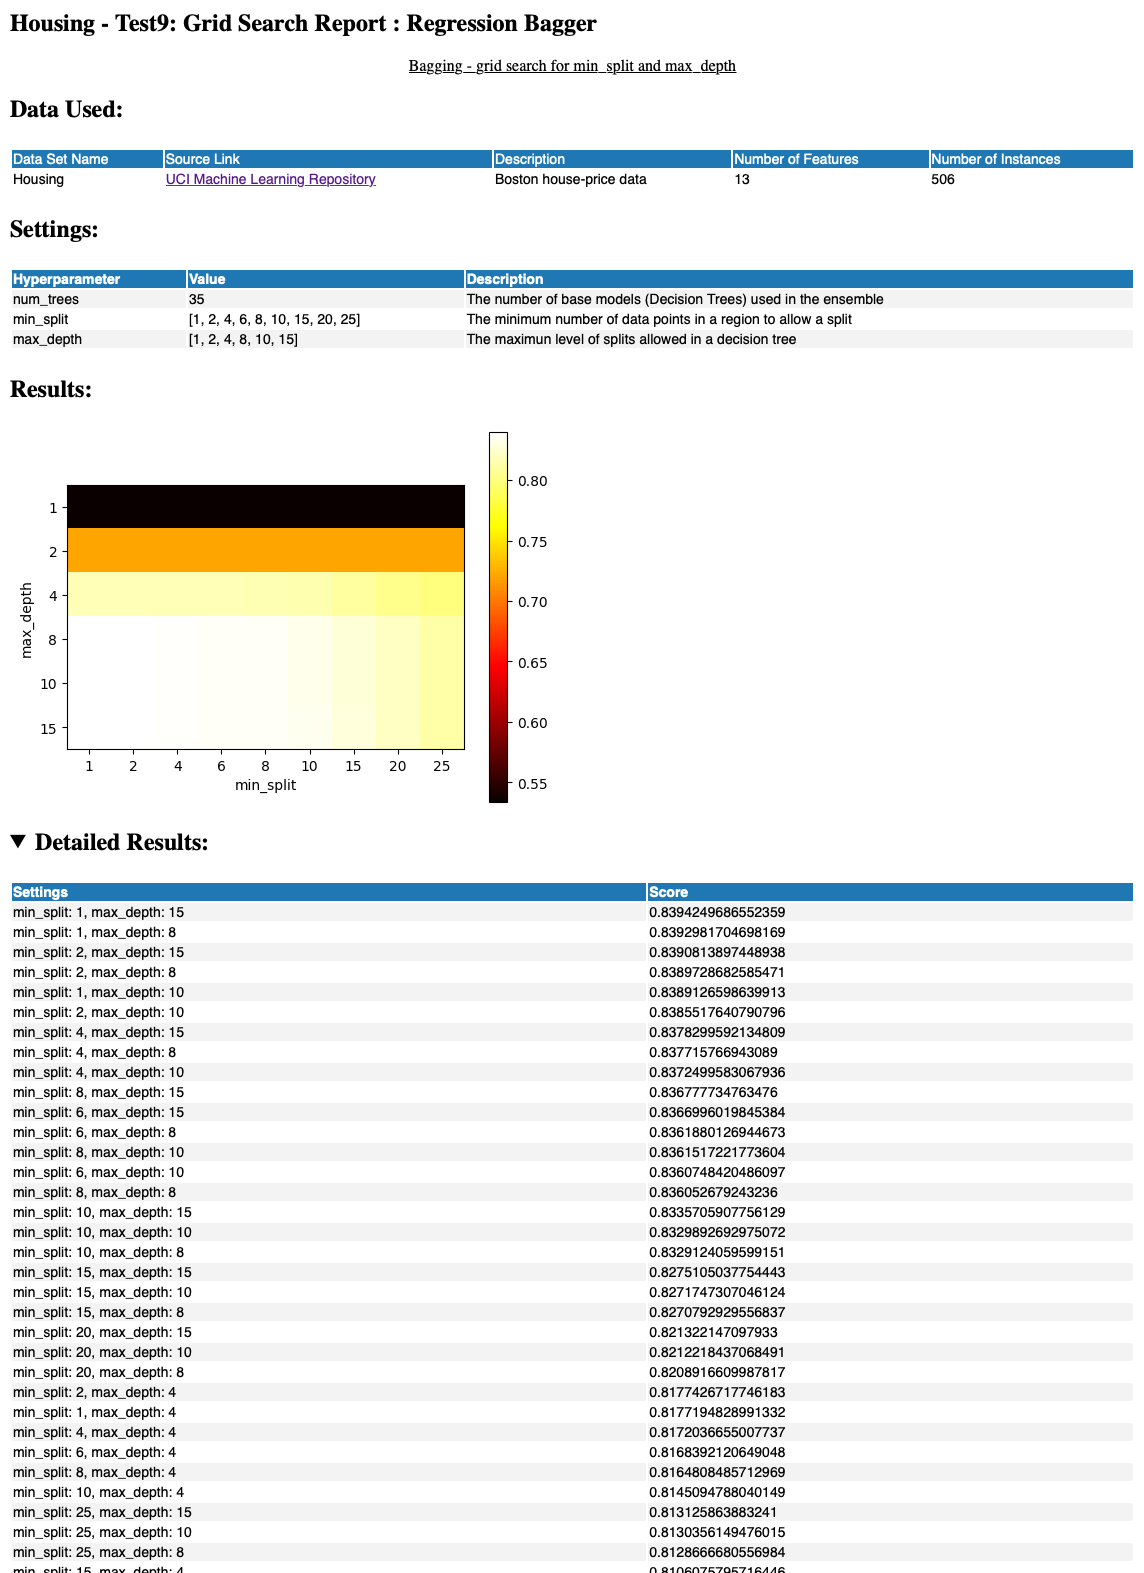 Housing - Test9: Grid Search Report : Regression Bagger
Bagging - grid search for min_split and max_depth
Data Used:
Data Set Name Source Link Description Number of Features Number of Instances
Housing UCI Machine Learning Repository Boston house-price data 13 506
Settings:
Hyperparameter Value Description
num_trees 35 The number of base models (Decision Trees) used in the ensemble
min_split [1, 2, 4, 6, 8, 10, 15, 20, 25] The minimum number of data points in a region to allow a split
max_depth [1, 2, 4, 8, 10, 15] The maximun level of splits allowed in a decision tree
Results:
max_depth
1
2
4
8
10
15
1 2 4 6 8 10 15 20 25
min_split
0.80
0.75
0.70
0.65
0.60
0.55
▼ Detailed Results:
Settings Score
min_split: 1, max_depth: 15 0.8394249686552359
min_split: 1, max_depth: 8 0.8392981704698169
min_split: 2, max_depth: 15 0.8390813897448938
min_split: 2, max_depth: 8 0.8389728682585471
min_split: 1, max_depth: 10 0.8389126598639913
min_split: 2, max_depth: 10 0.8385517640790796
min_split: 4, max_depth: 15 0.8378299592134809
min_split: 4, max_depth: 8 0.837715766943089
min_split: 4, max_depth: 10 0.8372499583067936
min_split: 8, max_depth: 15 0.836777734763476
min_split: 6, max_depth: 15 0.8366996019845384
min_split: 6, max_depth: 8 0.8361880126944673
min_split: 8, max_depth: 10 0.8361517221773604
min_split: 6, max_depth: 10 0.8360748420486097
min_split: 8, max_depth: 8 0.836052679243236
min_split: 10, max_depth: 15 0.8335705907756129
min_split: 10, max_depth: 10 0.8329892692975072
min_split: 10, max_depth: 8 0.8329124059599151
min_split: 15, max_depth: 15 0.8275105037754443
min_split: 15, max_depth: 10 0.8271747307046124
min_split: 15, max_depth: 8 0.8270792929556837
min_split: 20, max_depth: 15 0.821322147097933
min_split: 20, max_depth: 10 0.8212218437068491
min_split: 20, max_depth: 8 0.8208916609987817
min_split: 2, max_depth: 4 0.8177426717746183
min_split: 1, max_depth: 4 0.8177194828991332
min_split: 4, max_depth: 4 0.8172036655007737
min_split: 6, max_depth: 4 0.8168392120649048
min_split: 8, max_depth: 4 0.8164808485712969
min_split: 10, max_depth: 4 0.8145094788040149
min_split: 25, max_depth: 15 0.813125863883241
min_split: 25, max_depth: 10 0.8130356149476015
min_split: 25, max_depth: 8 0.8128666680556984
min_split: 15, max_depth: 4 0.8106075795716446